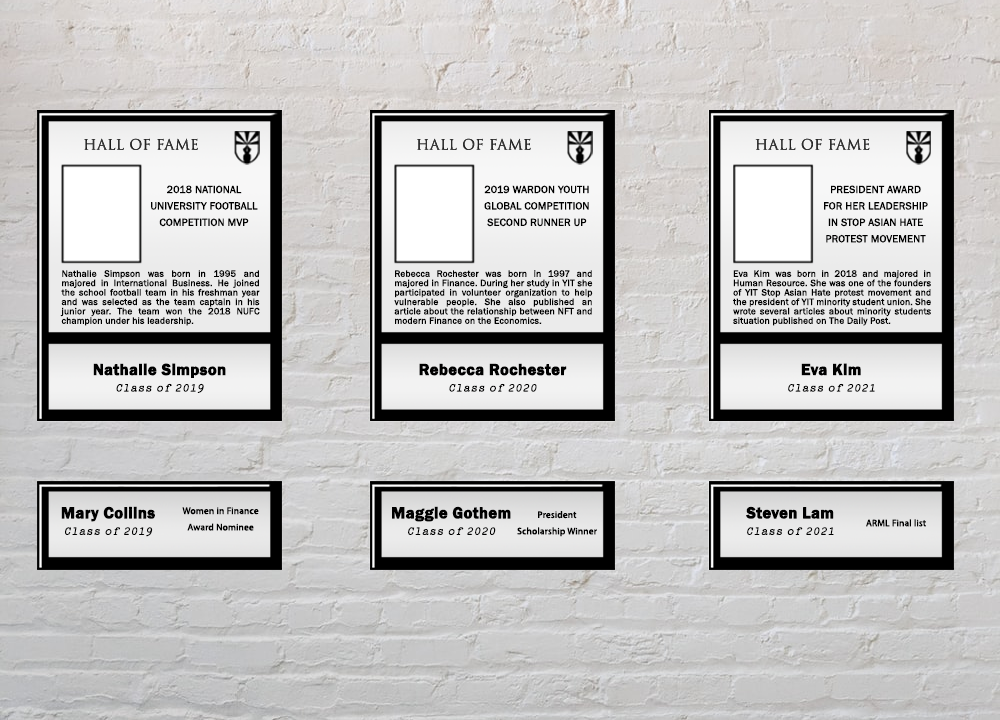 HALL OF FAME
2018 NATIONAL
UNIVERSITY FOOTBALL
COMPETITION MVP
Nathalie Simpson was born in 1995 and
majored in International Business. He joined
the school football team in his freshman year
and was selected as the team captain in his
junior year. The team won the 2018 NUFC
champion under his leadership.
Nathalie Simpson
Class of 2019
HALL OF FAME
2019 WARDON YOUTH
GLOBAL COMPETITION
SECOND RUNNER UP
Rebecca Rochester was born in 1997 and
majored in Finance. During her study in YIT she
participated in volunteer organization to help
vulnerable people. She also published an
article about the relationship between NFT and
modern Finance on the Economics.
Rebecca Rochester
Class of 2020
HALL OF FAME
PRESIDENT AWARD
FOR HER LEADERSHIP
IN STOP ASIAN HATE
PROTEST MOVEMENT
Eva Kim was born in 2018 and majored in
Human Resource. She was one of the founders
of YIT Stop Asian Hate protest movement and
the president of YIT minority student union. She
wrote several articles about minority students
situation published on The Daily Post.
Eva Kim
Class of 2021
Mary Collins
Class of 2019
Women in Finance
Award Nominee
Maggie Gothem
Class of 2020
President
Scholarship Winner
Steven Lam
Class of 2021
ARML Final list